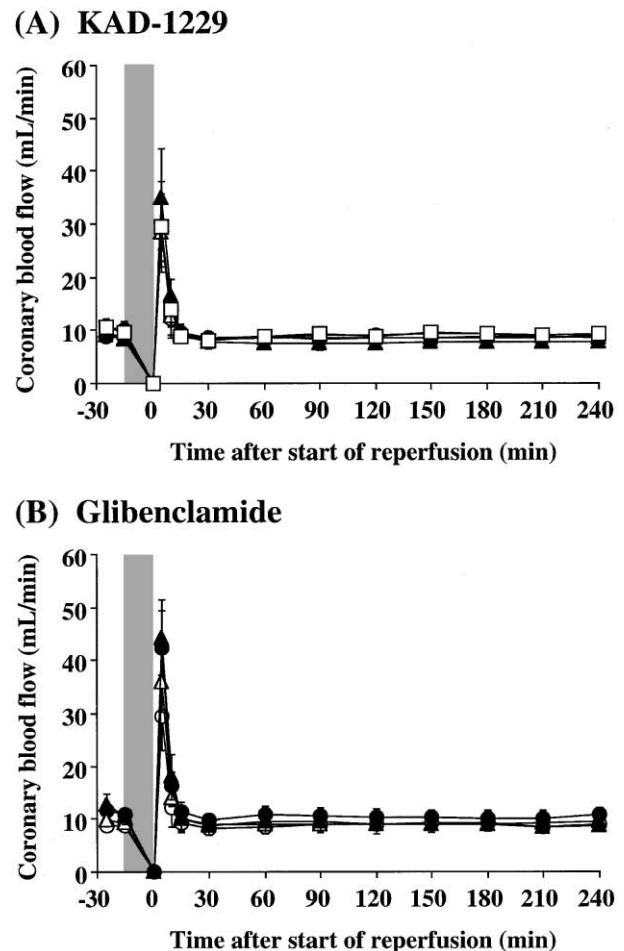 (A) KAD-1229
Coronary blood flow (mL/min)
60
50
40
30
20
10
0
-30 0 30 60 90 120 150 180 210 240
Time after start of reperfusion (min)
(B) Glibenclamide
Coronary blood flow (mL/min)
60
50
40
30
20
10
0
-30 0 30 60 90 120 150 180 210 240
Time after start of reperfusion (min)